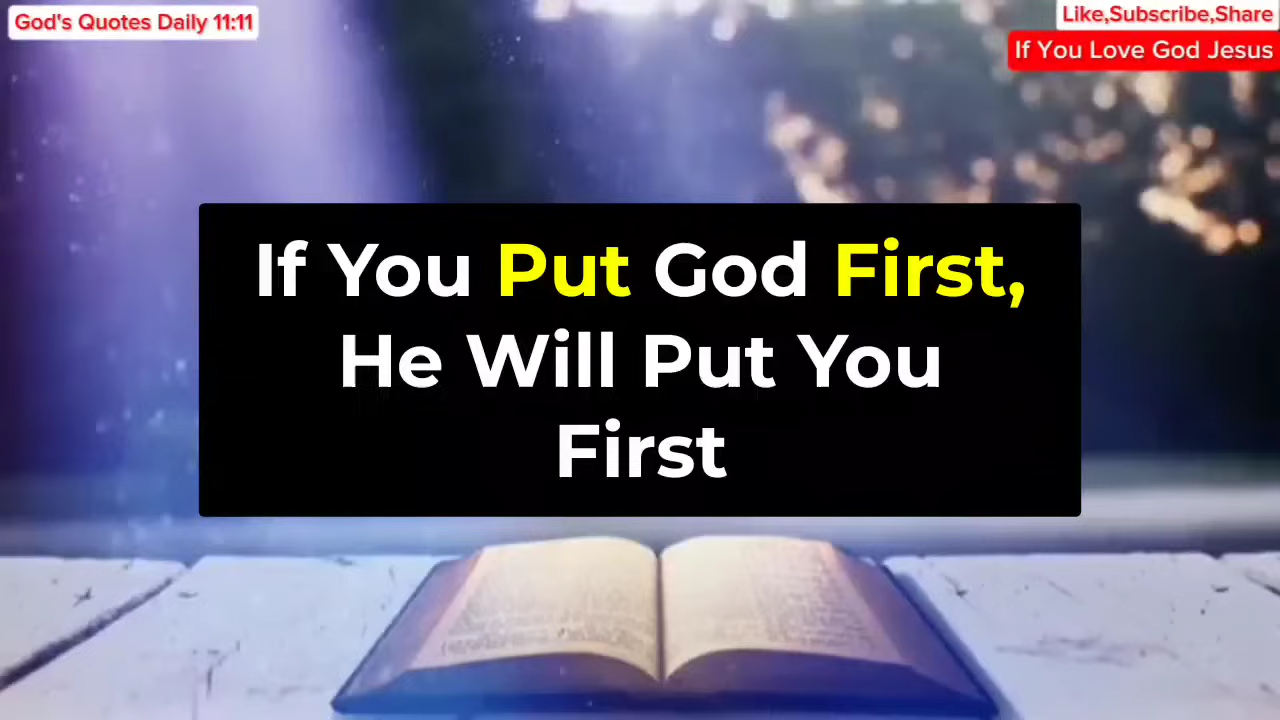 God's Quotes Daily 11:11
Like,Subscribe,Share
If You Love God Jesus
If You Put God First,
He Will Put You
First